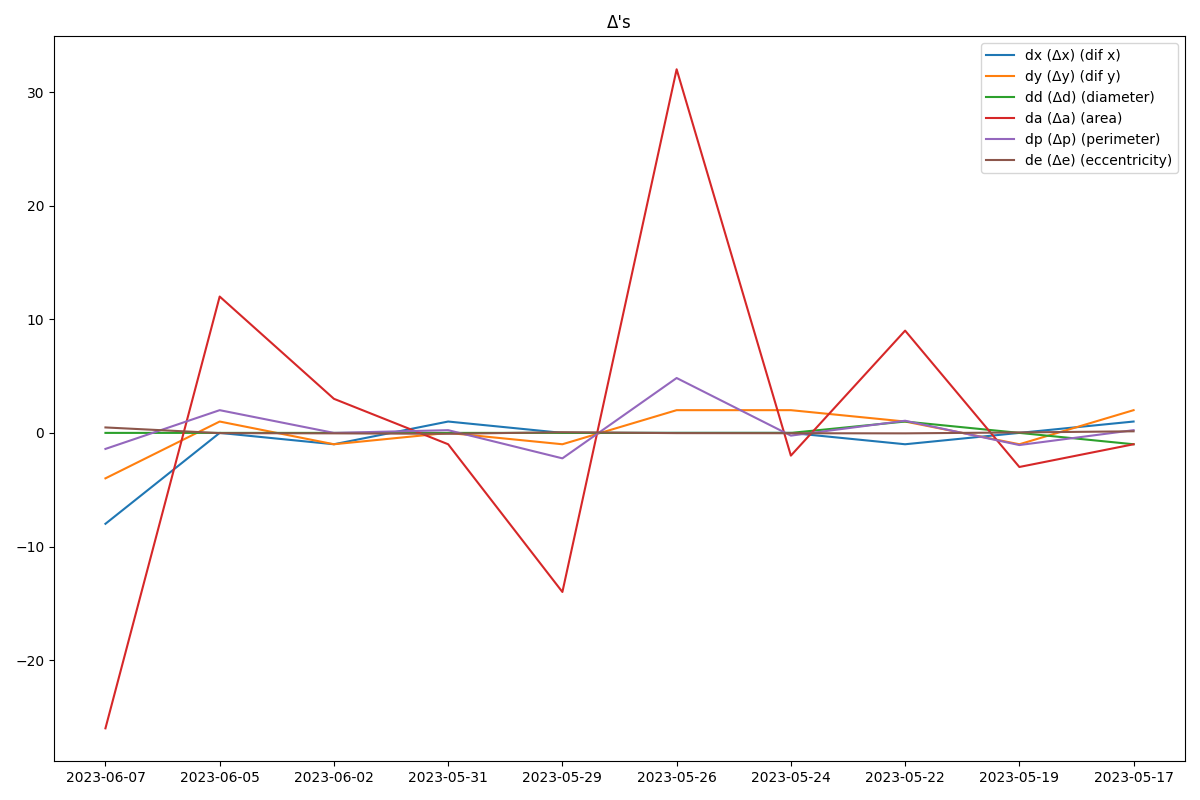 Δ's
dx (Δx) (dif x)
dy (Δy) (dif y)
dd (Δd) (diameter)
da (Δa) (area)
dp (Δp) (perimeter)
de (Δe) (eccentricity)
30
20
10
0
−10
−20
2023-06-07 2023-06-05 2023-06-02 2023-05-31 2023-05-29 2023-05-26 2023-05-24 2023-05-22 2023-05-19 2023-05-17